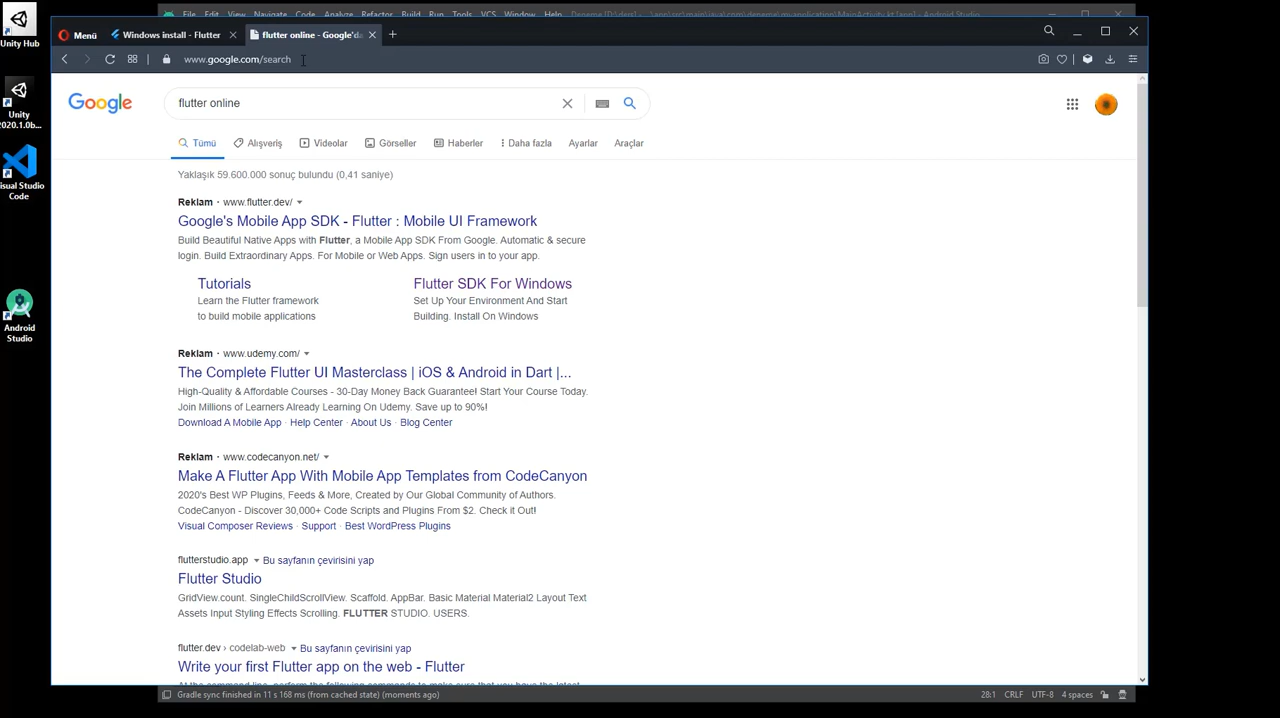 File Edit View Navigate Code Analyze Refactor Build Run Tools VCS Window Help
Menü
Windows install - Flutter
flutter online - Google'da
www.google.com/search
Unity Hub
Unity
2020.1.0b...
Visual Studio
Code
Android
Studio
Google
flutter online
Tümü Alışveriş Videolar Görseller Haberler Daha fazla Ayarlar Araçlar
Yaklaşık 59.600.000 sonuç bulundu (0,41 saniye)
Reklam · www.flutter.dev/
Google's Mobile App SDK - Flutter : Mobile UI Framework
Build Beautiful Native Apps with Flutter, a Mobile App SDK From Google. Automatic & secure
login. Build Extraordinary Apps. For Mobile or Web Apps. Sign users in to your app.
Tutorials
Learn the Flutter framework
to build mobile applications
Flutter SDK For Windows
Set Up Your Environment And Start
Building. Install On Windows
Reklam · www.udemy.com/
The Complete Flutter UI Masterclass | iOS & Android in Dart |...
High-Quality & Affordable Courses - 30-Day Money Back Guarantee! Start Your Course Today.
Join Millions of Learners Already Learning On Udemy. Save up to 90%!
Download A Mobile App · Help Center · About Us · Blog Center
Reklam · www.codecanyon.net/
Make A Flutter App With Mobile App Templates from CodeCanyon
2020's Best WP Plugins, Feeds & More, Created by Our Global Community of Authors.
CodeCanyon - Discover 30,000+ Code Scripts and Plugins From $2. Check it Out!
Visual Composer Reviews · Support · Best WordPress Plugins
flutterstudio.app Bu sayfanın çevirisini yap
Flutter Studio
GridView.count. SingleChildScrollView. Scaffold. AppBar. Basic Material Material2 Layout Text
Assets Input Styling Effects Scrolling. FLUTTER STUDIO. USERS.
flutter.dev › codelab-web Bu sayfanın çevirisini yap
Write your first Flutter app on the web - Flutter
Gradle sync finished in 11 s 168 ms (from cached state) (moments ago)
28:1 CRLF UTF-8 4 spaces